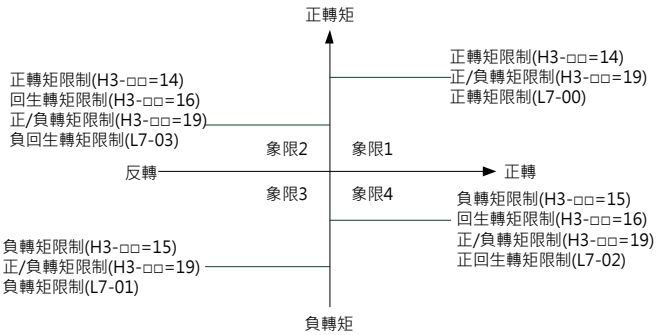 正轉矩
正轉矩限制(H3-□□=14)
正/負轉矩限制(H3-□□=19)
正轉矩限制(L7-00)
正轉矩限制(H3-□□=14)
回生轉矩限制(H3-□□=16)
正/負轉矩限制(H3-□□=19)
負回生轉矩限制(L7-03)
象限2
象限1
反轉
正轉
象限3
象限4
負轉矩限制(H3-□□=15)
回生轉矩限制(H3-□□=16)
正/負轉矩限制(H3-□□=19)
正回生轉矩限制(L7-02)
負轉矩限制(H3-□□=15)
正/負轉矩限制(H3-□□=19)
負轉矩限制(L7-01)
負轉矩